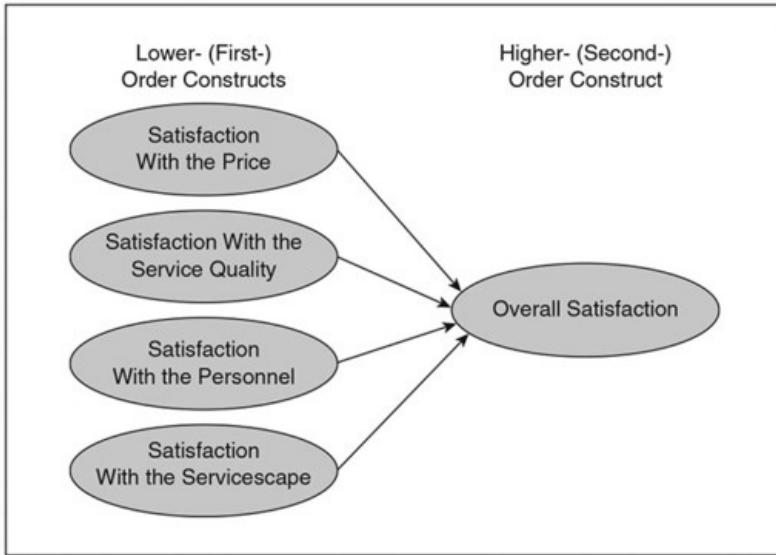 Lower- (First-)
Order Constructs
Higher- (Second-)
Order Construct
Satisfaction
With the Price
Satisfaction With the
Service Quality
Satisfaction
With the Personnel
Satisfaction
With the Servicescape
Overall Satisfaction